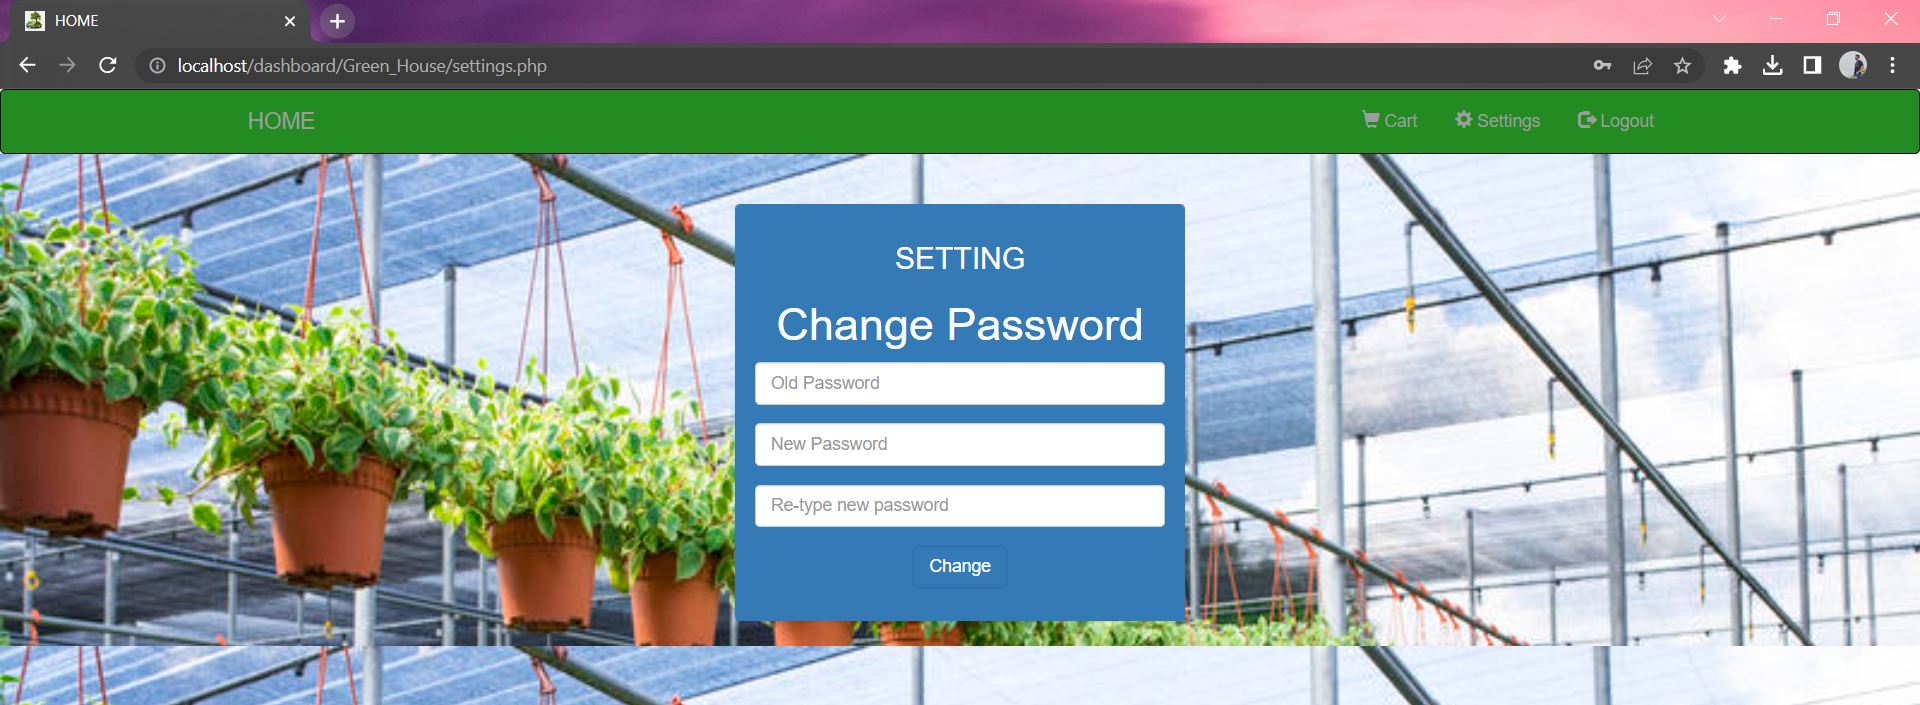 HOME
localhost/dashboard/Green_House/settings.php
HOME Cart Settings Logout
SETTING
Change Password
Old Password
New Password
Re-type new password
Change